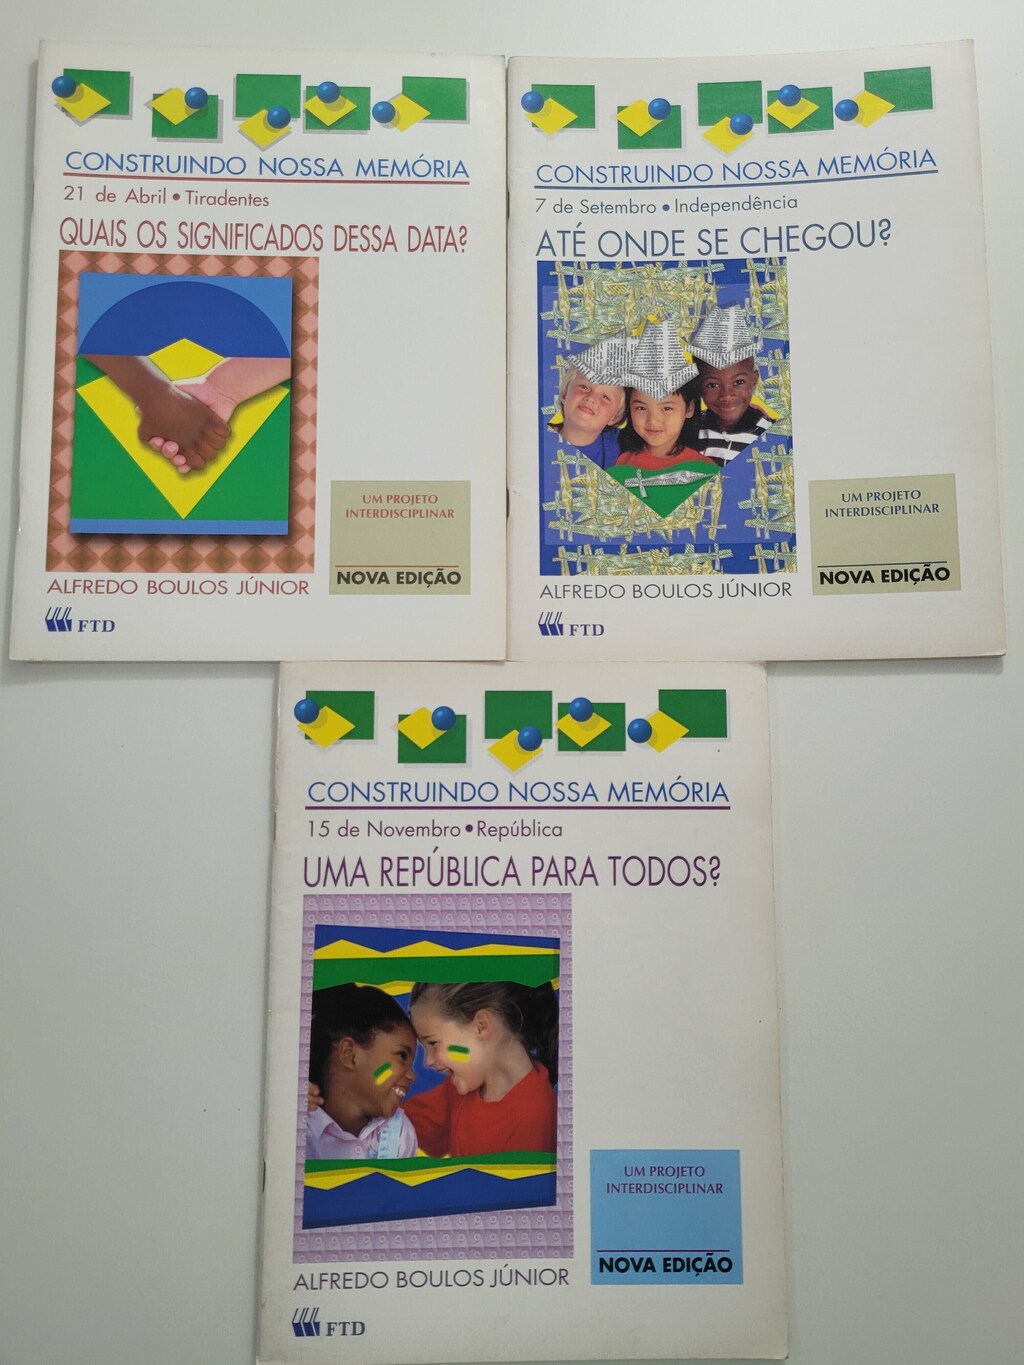 CONSTRUINDO NOSSA MEMÓRIA
21 de Abril • Tiradentes
QUAIS OS SIGNIFICADOS DESSA DATA?
UM PROJETO
INTERDISCIPLINAR
NOVA EDIÇÃO
ALFREDO BOULOS JÚNIOR
FTD
CONSTRUINDO NOSSA MEMÓRIA
7 de Setembro • Independência
ATÉ ONDE SE CHEGOU?
UM PROJETO
INTERDISCIPLINAR
NOVA EDIÇÃO
ALFREDO BOULOS JÚNIOR
FTD
CONSTRUINDO NOSSA MEMÓRIA
15 de Novembro • República
UMA REPÚBLICA PARA TODOS?
UM PROJETO
INTERDISCIPLINAR
NOVA EDIÇÃO
ALFREDO BOULOS JÚNIOR
FTD